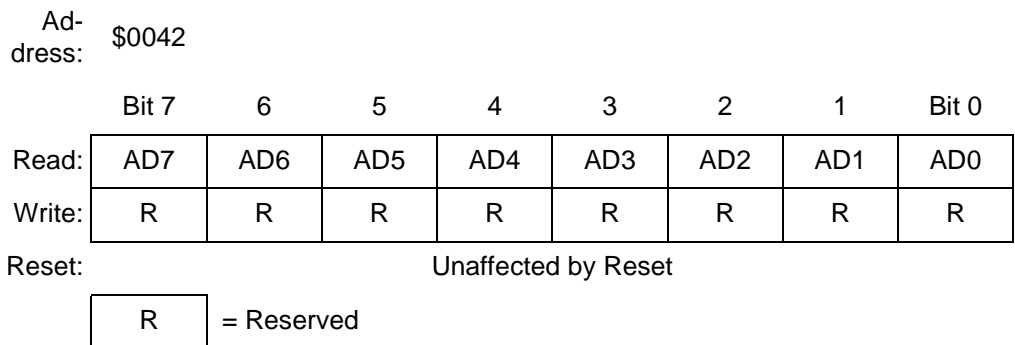 Ad-
dress: $0042
Bit 7 6 5 4 3 2 1 Bit 0
Read: AD7 AD6 AD5 AD4 AD3 AD2 AD1 AD0
Write: R R R R R R R R
Reset: Unaffected by Reset
R = Reserved